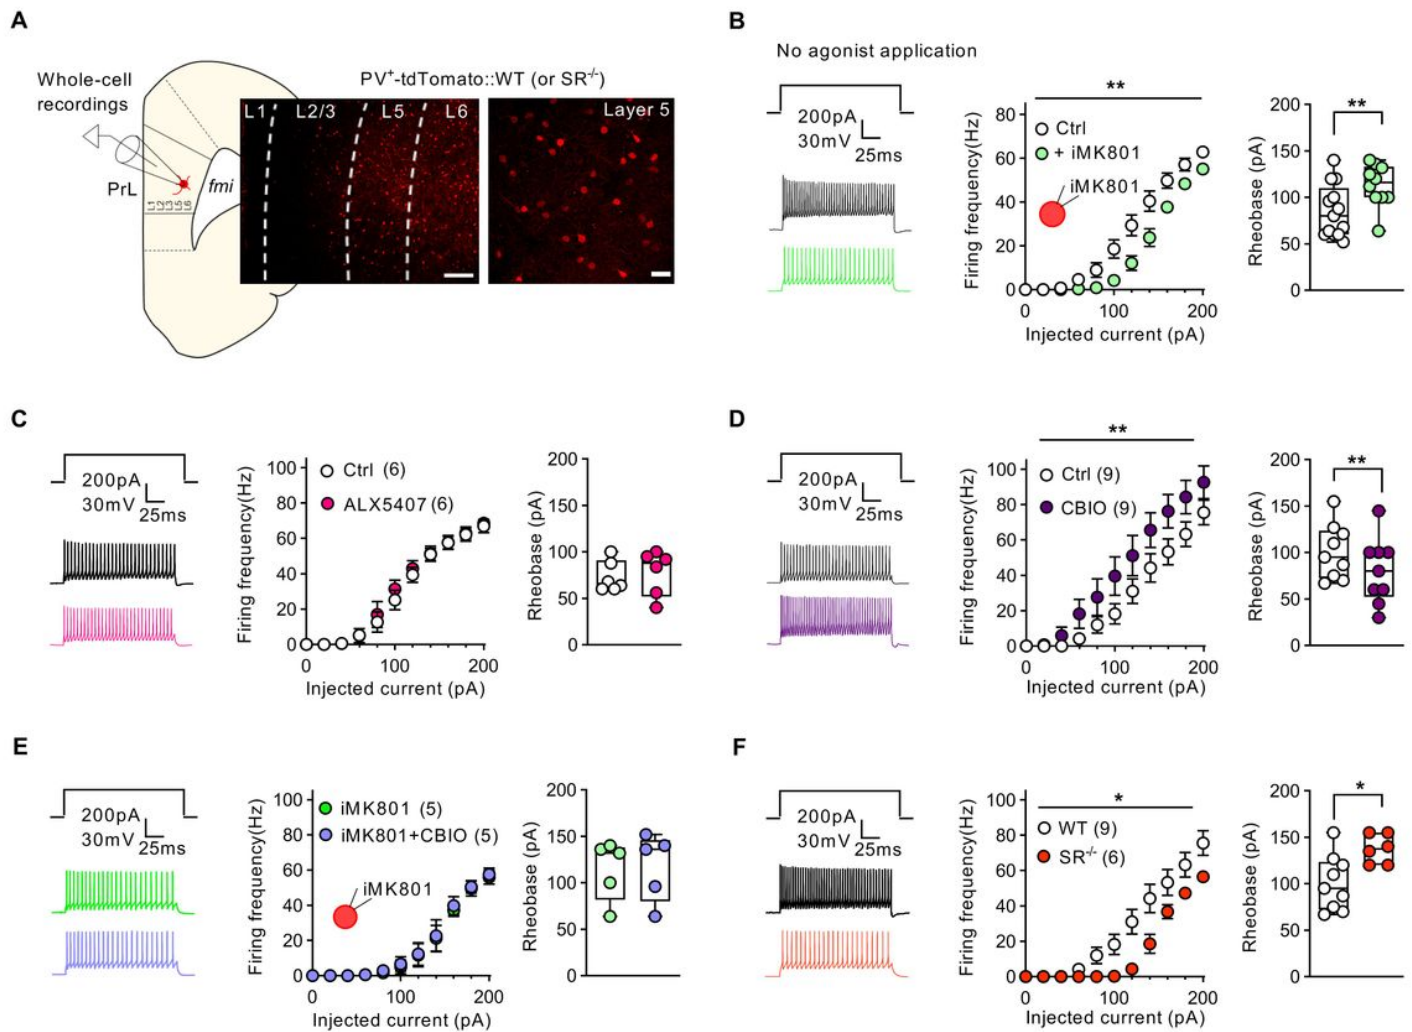 A
Whole-cell
recordings
PrL
L1
L2
L3
L5
L6
fmi
PV+-tdTomato::WT (or SR-/-)
L1 L2/3 L5 L6
Layer 5
B
No agonist application
200pA
30mV
25ms
Firing frequency(Hz)
80
60
40
20
0
**
Ctrl
+ iMK801
iMK801
0 100 200
Injected current (pA)
Rheobase (pA)
200
150
100
50
0
**
C
200pA
30mV
25ms
Firing frequency(Hz)
100
80
60
40
20
0
Ctrl (6)
ALX5407 (6)
0 100 200
Injected current (pA)
Rheobase (pA)
200
150
100
50
0
D
200pA
30mV
25ms
Firing frequency(Hz)
100
80
60
40
20
0
**
Ctrl (9)
CBIO (9)
0 100 200
Injected current (pA)
Rheobase (pA)
200
150
100
50
0
**
E
200pA
30mV
25ms
Firing frequency(Hz)
100
80
60
40
20
0
iMK801 (5)
iMK801+CBIO (5)
iMK801
0 100 200
Injected current (pA)
Rheobase (pA)
200
150
100
50
0
F
200pA
30mV
25ms
Firing frequency(Hz)
100
80
60
40
20
0
*
WT (9)
SR-/- (6)
0 100 200
Injected current (pA)
Rheobase (pA)
200
150
100
50
0
*